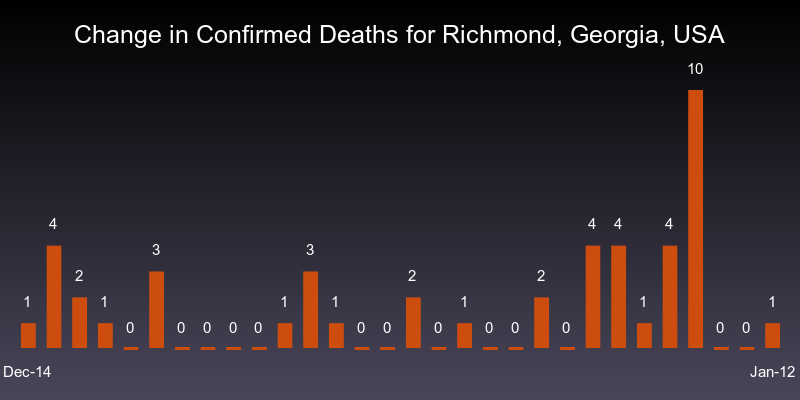 Change in Confirmed Deaths for Richmond, Georgia, USA
10
4 4 4 4
3 3
2 2 2
1 1 1 1 1 1 1
0 0 0 0 0 0 0 0 0 0 0 0 0
Dec-14 Jan-12